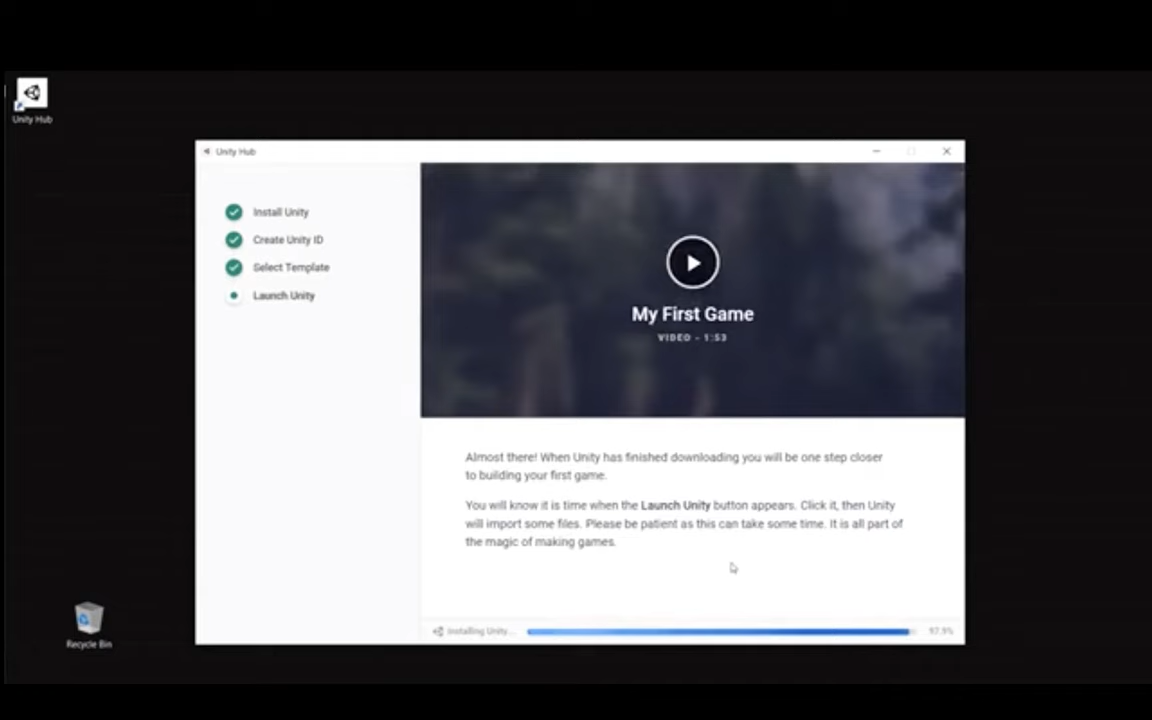 Unity Hub
Unity Hub
Install Unity
Create Unity ID
Select Template
Launch Unity
My First Game
VIDEO - 1:53
Almost there! When Unity has finished downloading you will be one step closer
to building your first game.
You will know it is time when the Launch Unity button appears. Click it, then Unity
will import some files. Please be patient as this can take some time. It is all part of
the magic of making games.
Installing Unity...
97.9%
Recycle Bin